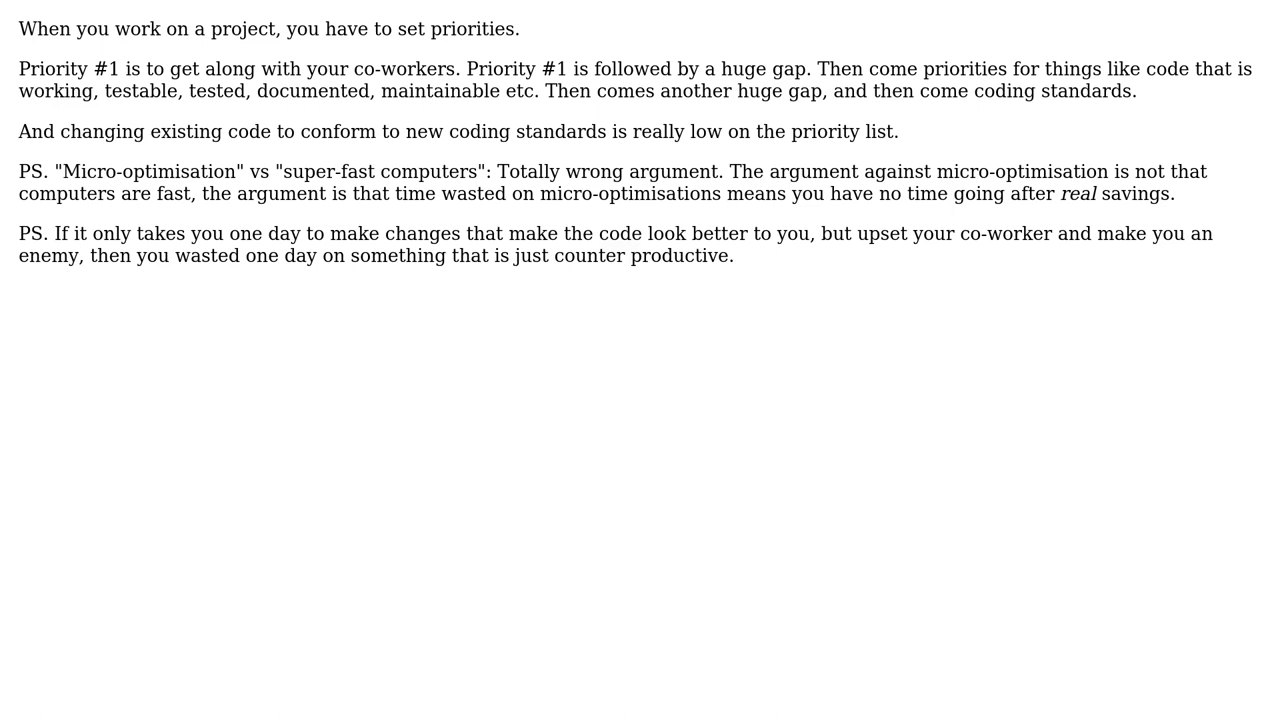 When you work on a project, you have to set priorities.
Priority #1 is to get along with your co-workers. Priority #1 is followed by a huge gap. Then come priorities for things like code that is
working, testable, tested, documented, maintainable etc. Then comes another huge gap, and then come coding standards.
And changing existing code to conform to new coding standards is really low on the priority list.
PS. "Micro-optimisation" vs "super-fast computers": Totally wrong argument. The argument against micro-optimisation is not that
computers are fast, the argument is that time wasted on micro-optimisations means you have no time going after real savings.
PS. If it only takes you one day to make changes that make the code look better to you, but upset your co-worker and make you an
enemy, then you wasted one day on something that is just counter productive.